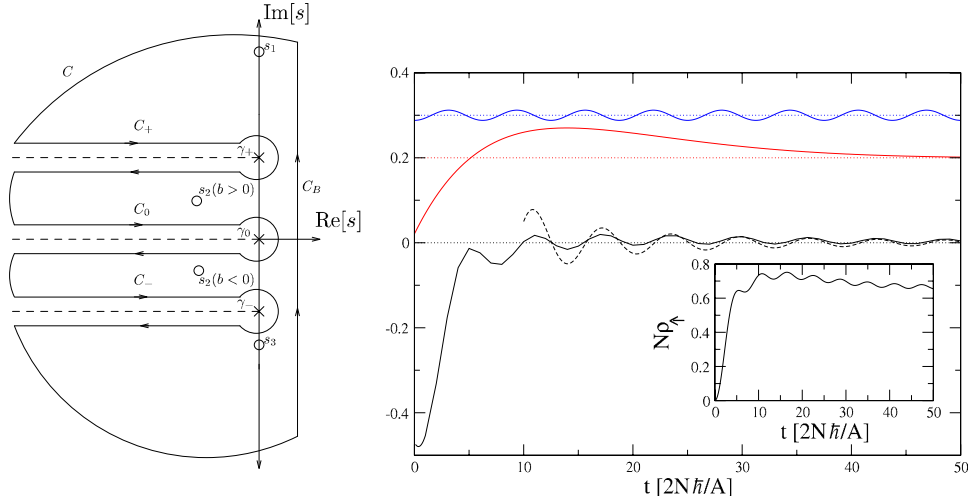 Im[s]
s₁
C
C₊
γ₊
s₂(b > 0)
C_B
C₀
γ₀
Re[s]
s₂(b < 0)
C₋
γ₋
s₃
0.4
0.2
0
-0.2
-0.4
0 10 20 30 40 50
t [2Nħ/A]
0.8
0.6
0.4
0.2
0
Nρ⇑
0 10 20 30 40 50
t [2Nħ/A]